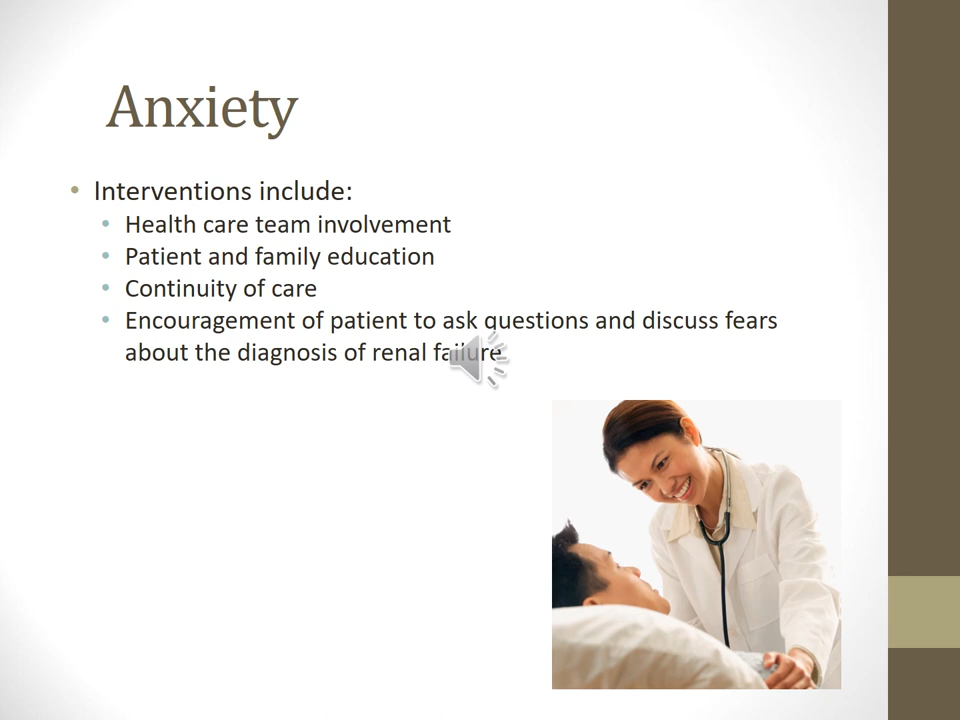 Anxiety
• Interventions include:
• Health care team involvement
• Patient and family education
• Continuity of care
• Encouragement of patient to ask questions and discuss fears
about the diagnosis of renal failure